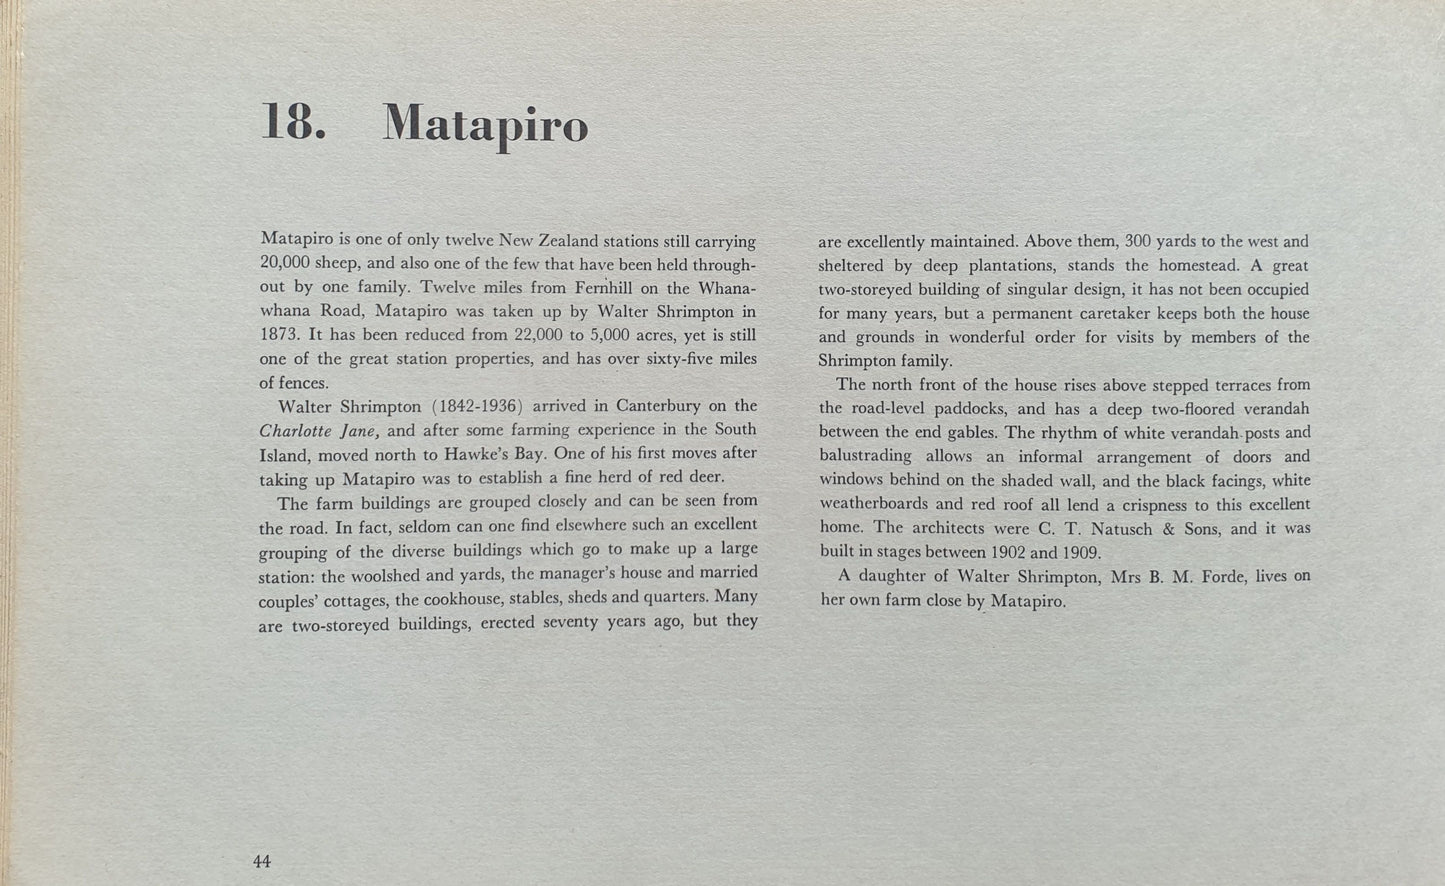 18. Matapiro
Matapiro is one of only twelve New Zealand stations still carrying
20,000 sheep, and also one of the few that have been held through-
out by one family. Twelve miles from Fernhill on the Whana-
whana Road, Matapiro was taken up by Walter Shrimpton in
1873. It has been reduced from 22,000 to 5,000 acres, yet is still
one of the great station properties, and has over sixty-five miles
of fences.
Walter Shrimpton (1842-1936) arrived in Canterbury on the
Charlotte Jane, and after some farming experience in the South
Island, moved north to Hawke's Bay. One of his first moves after
taking up Matapiro was to establish a fine herd of red deer.
The farm buildings are grouped closely and can be seen from
the road. In fact, seldom can one find elsewhere such an excellent
grouping of the diverse buildings which go to make up a large
station: the woolshed and yards, the manager's house and married
couples' cottages, the cookhouse, stables, sheds and quarters. Many
are two-storeyed buildings, erected seventy years ago, but they
are excellently maintained. Above them, 300 yards to the west and
sheltered by deep plantations, stands the homestead. A great
two-storeyed building of singular design, it has not been occupied
for many years, but a permanent caretaker keeps both the house
and grounds in wonderful order for visits by members of the
Shrimpton family.
The north front of the house rises above stepped terraces from
the road-level paddocks, and has a deep two-floored verandah
between the end gables. The rhythm of white verandah posts and
balustrading allows an informal arrangement of doors and
windows behind on the shaded wall, and the black facings, white
weatherboards and red roof all lend a crispness to this excellent
home. The architects were C. T. Natusch & Sons, and it was
built in stages between 1902 and 1909.
A daughter of Walter Shrimpton, Mrs B. M. Forde, lives on
her own farm close by Matapiro.
44